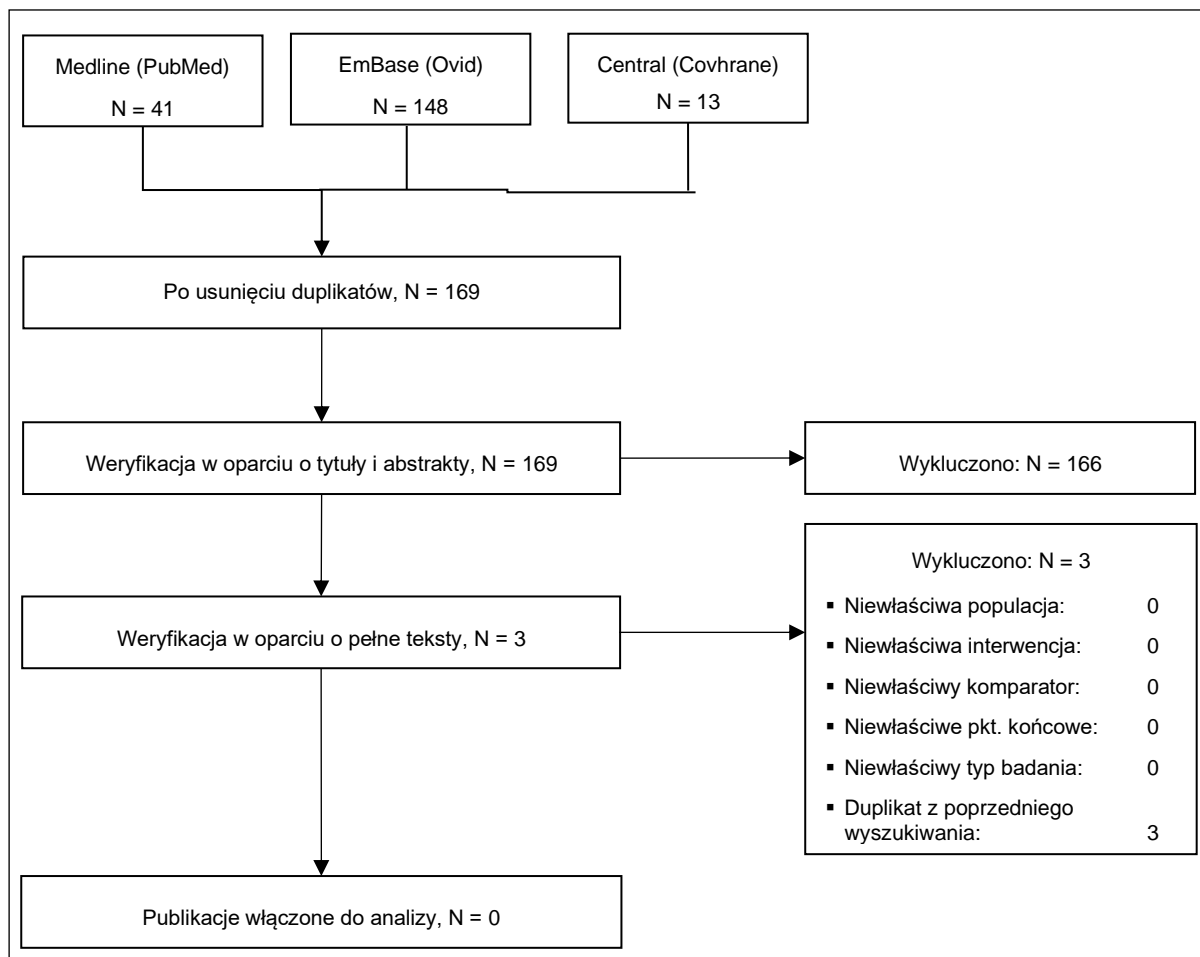 Medline (PubMed)
N = 41
EmBase (Ovid)
N = 148
Central (Covhrane)
N = 13
Po usunięciu duplikatów, N = 169
Weryfikacja w oparciu o tytuły i abstrakty, N = 169
Wykluczono: N = 166
Weryfikacja w oparciu o pełne teksty, N = 3
Wykluczono: N = 3
▪ Niewłaściwa populacja: 0
▪ Niewłaściwa interwencja: 0
▪ Niewłaściwy komparator: 0
▪ Niewłaściwe pkt. końcowe: 0
▪ Niewłaściwy typ badania: 0
▪ Duplikat z poprzedniego
wyszukiwania: 3
Publikacje włączone do analizy, N = 0